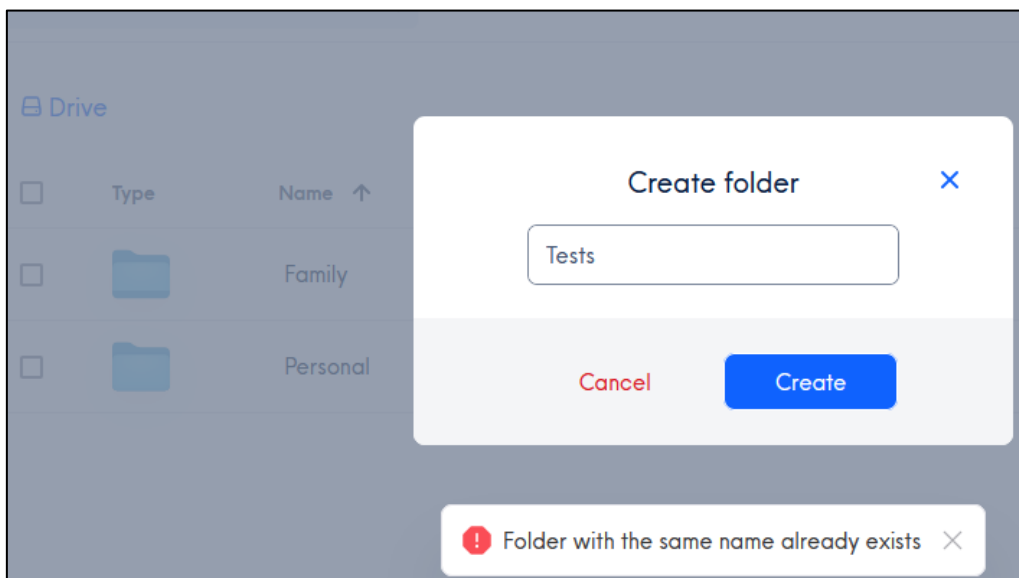 Drive
Type Name ↑
Family
Personal
Create folder
Tests
Cancel Create
Folder with the same name already exists